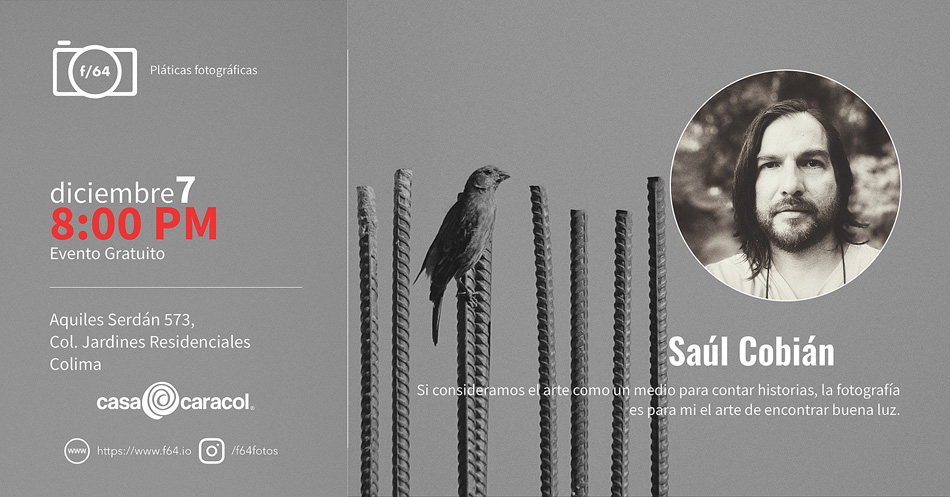 f/64
Pláticas fotográficas
diciembre 7
8:00 PM
Evento Gratuito
Aquiles Serdán 573,
Col. Jardines Residenciales
Colima
casa caracol®
www https://www.f64.io /f64fotos
Saúl Cobián
Si consideramos el arte como un medio para contar historias, la fotografía
es para mi el arte de encontrar buena luz.